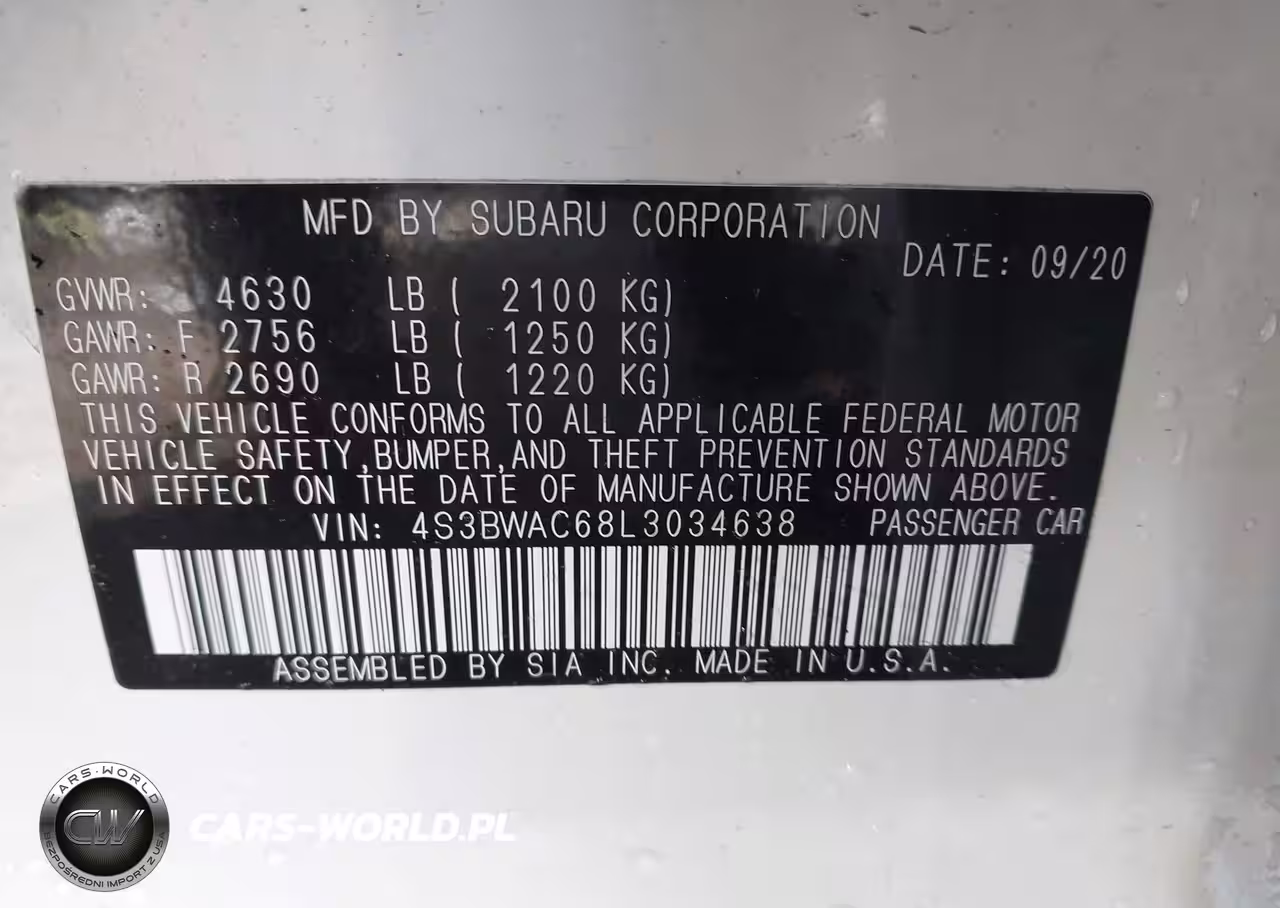 MFD BY SUBARU CORPORATION
DATE: 09/20
GVWR: 4630 LB ( 2100 KG)
GAWR: F 2756 LB ( 1250 KG)
GAWR: R 2690 LB ( 1220 KG)
THIS VEHICLE CONFORMS TO ALL APPLICABLE FEDERAL MOTOR
VEHICLE SAFETY,BUMPER,AND THEFT PREVENTION STANDARDS
IN EFFECT ON THE DATE OF MANUFACTURE SHOWN ABOVE.
VIN: 4S3BWAC68L3034638 PASSENGER CAR
ASSEMBLED BY SIA INC. MADE IN U.S.A.
CARS-WORLD
CW
BEZPOŚREDNI IMPORT Z USA
CARS-WORLD.PL